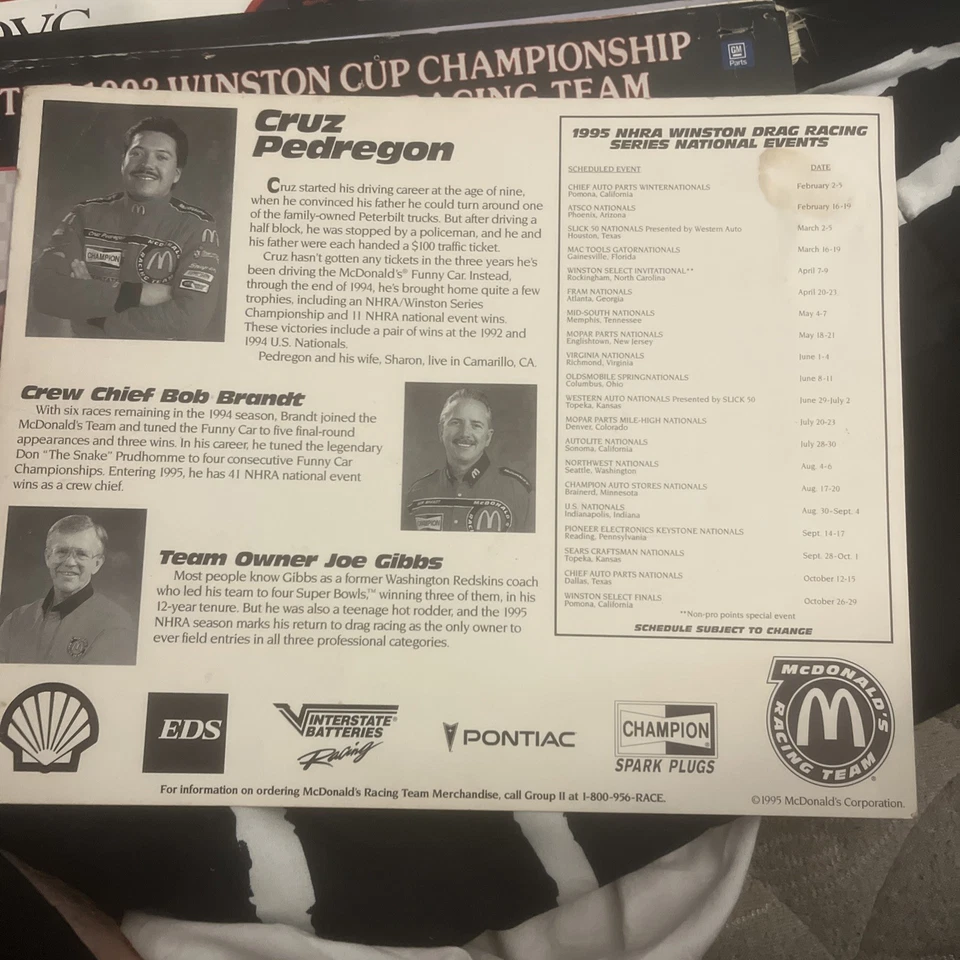 WINSTON CUP CHAMPIONSHIP
RACING TEAM
GM
Parts
Cruz
Pedregon
Cruz started his driving career at the age of nine,
when he convinced his father he could turn around one
of the family-owned Peterbilt trucks. But after driving a
half block, he was stopped by a policeman, and he and
his father were each handed a $100 traffic ticket.
Cruz hasn't gotten any tickets in the three years he's
been driving the McDonald's® Funny Car. Instead,
through the end of 1994, he's brought home quite a few
trophies, including an NHRA/Winston Series
Championship and 11 NHRA national event wins.
These victories include a pair of wins at the 1992 and
1994 U.S. Nationals.
Pedregon and his wife, Sharon, live in Camarillo, CA.
CHAMPION
Crew Chief Bob Brandt
With six races remaining in the 1994 season, Brandt joined the
McDonald's Team and tuned the Funny Car to five final-round
appearances and three wins. In his career, he tuned the legendary
Don "The Snake" Prudhomme to four consecutive Funny Car
Championships. Entering 1995, he has 41 NHRA national event
wins as a crew chief.
Team Owner Joe Gibbs
Most people know Gibbs as a former Washington Redskins coach
who led his team to four Super Bowls,™ winning three of them, in his
12-year tenure. But he was also a teenage hot rodder, and the 1995
NHRA season marks his return to drag racing as the only owner to
ever field entries in all three professional categories.
1995 NHRA WINSTON DRAG RACING
SERIES NATIONAL EVENTS
SCHEDULED EVENT DATE
CHIEF AUTO PARTS WINTERNATIONALS February 2-5
Pomona, California
ATSCO NATIONALS February 16-19
Phoenix, Arizona
SLICK 50 NATIONALS Presented by Western Auto March 2-5
Houston, Texas
MAC TOOLS GATORNATIONALS March 16-19
Gainesville, Florida
WINSTON SELECT INVITATIONAL** April 7-9
Rockingham, North Carolina
FRAM NATIONALS April 20-23
Atlanta, Georgia
MID-SOUTH NATIONALS May 4-7
Memphis, Tennessee
MOPAR PARTS NATIONALS May 18-21
Englishtown, New Jersey
VIRGINIA NATIONALS June 1-4
Richmond, Virginia
OLDSMOBILE SPRINGNATIONALS June 8-11
Columbus, Ohio
WESTERN AUTO NATIONALS Presented by SLICK 50 June 29-July 2
Topeka, Kansas
MOPAR PARTS MILE-HIGH NATIONALS July 20-23
Denver, Colorado
AUTOLITE NATIONALS July 28-30
Sonoma, California
NORTHWEST NATIONALS Aug. 4-6
Seattle, Washington
CHAMPION AUTO STORES NATIONALS Aug. 17-20
Brainerd, Minnesota
U.S. NATIONALS Aug. 30-Sept. 4
Indianapolis, Indiana
PIONEER ELECTRONICS KEYSTONE NATIONALS Sept. 14-17
Reading, Pennsylvania
SEARS CRAFTSMAN NATIONALS Sept. 28-Oct. 1
Topeka, Kansas
CHIEF AUTO PARTS NATIONALS October 12-15
Dallas, Texas
WINSTON SELECT FINALS October 26-29
Pomona, California
**Non-pro points special event
SCHEDULE SUBJECT TO CHANGE
EDS
INTERSTATE
BATTERIES®
Racing
PONTIAC
CHAMPION
SPARK PLUGS
McDONALD'S
RACING TEAM®
For information on ordering McDonald's Racing Team Merchandise, call Group II at 1-800-956-RACE.
©1995 McDonald's Corporation.